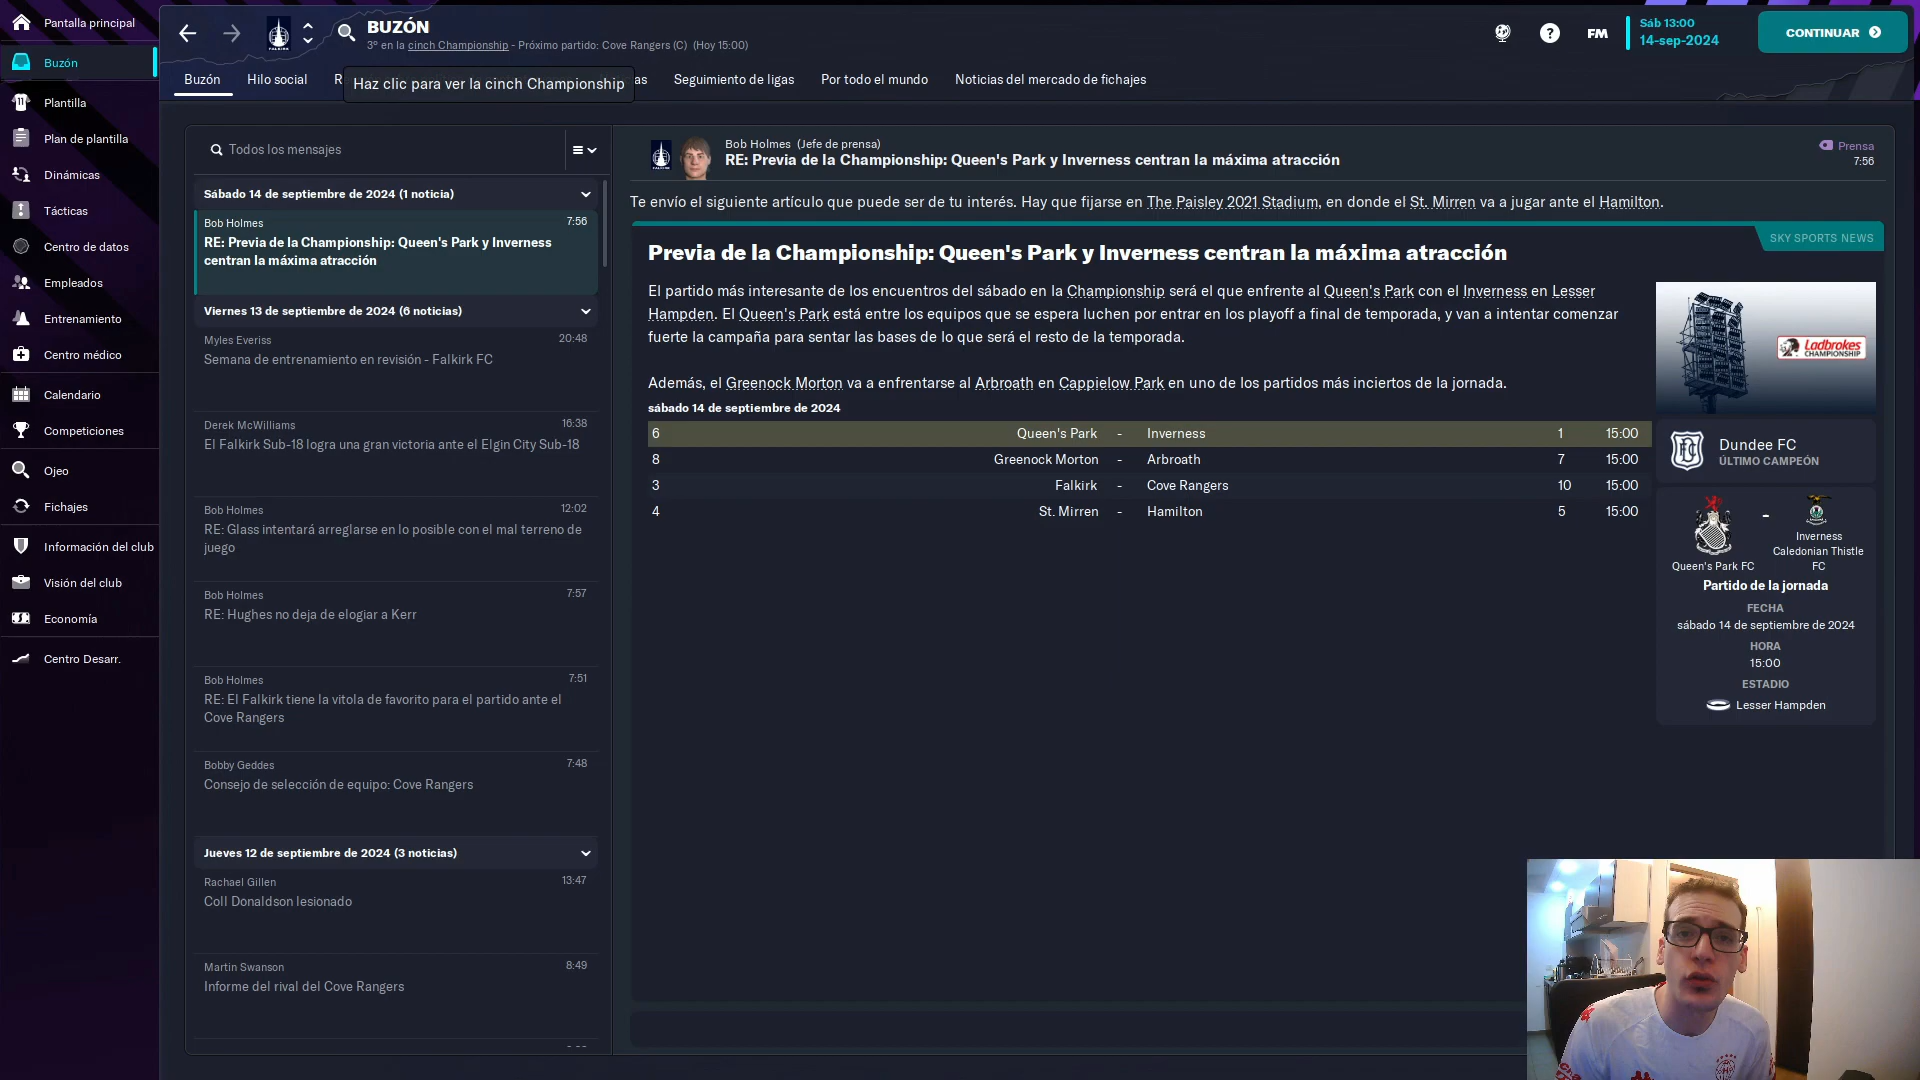 Pantalla principal
Buzón
Plantilla
Plan de plantilla
Dinámicas
Tácticas
Centro de datos
Empleados
Entrenamiento
Centro médico
Calendario
Competiciones
Ojeo
Fichajes
Información del club
Visión del club
Economía
Centro Desarr.
FALKIRK
BUZÓN
3º en la cinch Championship - Próximo partido: Cove Rangers (C) (Hoy 15:00)
? FM
Sáb 13:00
14-sep-2024
CONTINUAR
Buzón Hilo social R as Seguimiento de ligas Por todo el mundo Noticias del mercado de fichajes
Haz clic para ver la cinch Championship
Todos los mensajes
Sábado 14 de septiembre de 2024 (1 noticia)
Bob Holmes 7:56
RE: Previa de la Championship: Queen's Park y Inverness
centran la máxima atracción
Viernes 13 de septiembre de 2024 (6 noticias)
Myles Everiss 20:48
Semana de entrenamiento en revisión - Falkirk FC
Derek McWilliams 16:38
El Falkirk Sub-18 logra una gran victoria ante el Elgin City Sub-18
Bob Holmes 12:02
RE: Glass intentará arreglarse en lo posible con el mal terreno de
juego
Bob Holmes 7:57
RE: Hughes no deja de elogiar a Kerr
Bob Holmes 7:51
RE: El Falkirk tiene la vitola de favorito para el partido ante el
Cove Rangers
Bobby Geddes 7:48
Consejo de selección de equipo: Cove Rangers
Jueves 12 de septiembre de 2024 (3 noticias)
Rachael Gillen 13:47
Coll Donaldson lesionado
Martin Swanson 8:49
Informe del rival del Cove Rangers
Bob Holmes (Jefe de prensa)
RE: Previa de la Championship: Queen's Park y Inverness centran la máxima atracción
Prensa
7:56
Te envío el siguiente artículo que puede ser de tu interés. Hay que fijarse en The Paisley 2021 Stadium, en donde el St. Mirren va a jugar ante el Hamilton.
SKY SPORTS NEWS
Previa de la Championship: Queen's Park y Inverness centran la máxima atracción
El partido más interesante de los encuentros del sábado en la Championship será el que enfrente al Queen's Park con el Inverness en Lesser
Hampden. El Queen's Park está entre los equipos que se espera luchen por entrar en los playoff a final de temporada, y van a intentar comenzar
fuerte la campaña para sentar las bases de lo que será el resto de la temporada.
Además, el Greenock Morton va a enfrentarse al Arbroath en Cappielow Park en uno de los partidos más inciertos de la jornada.
sábado 14 de septiembre de 2024
6 Queen's Park - Inverness 1 15:00
8 Greenock Morton - Arbroath 7 15:00
3 Falkirk - Cove Rangers 10 15:00
4 St. Mirren - Hamilton 5 15:00
Ladbrokes
CHAMPIONSHIP
Dundee FC
ÚLTIMO CAMPEÓN
Queen's Park FC
-
Inverness
Caledonian Thistle
FC
Partido de la jornada
FECHA
sábado 14 de septiembre de 2024
HORA
15:00
ESTADIO
Lesser Hampden